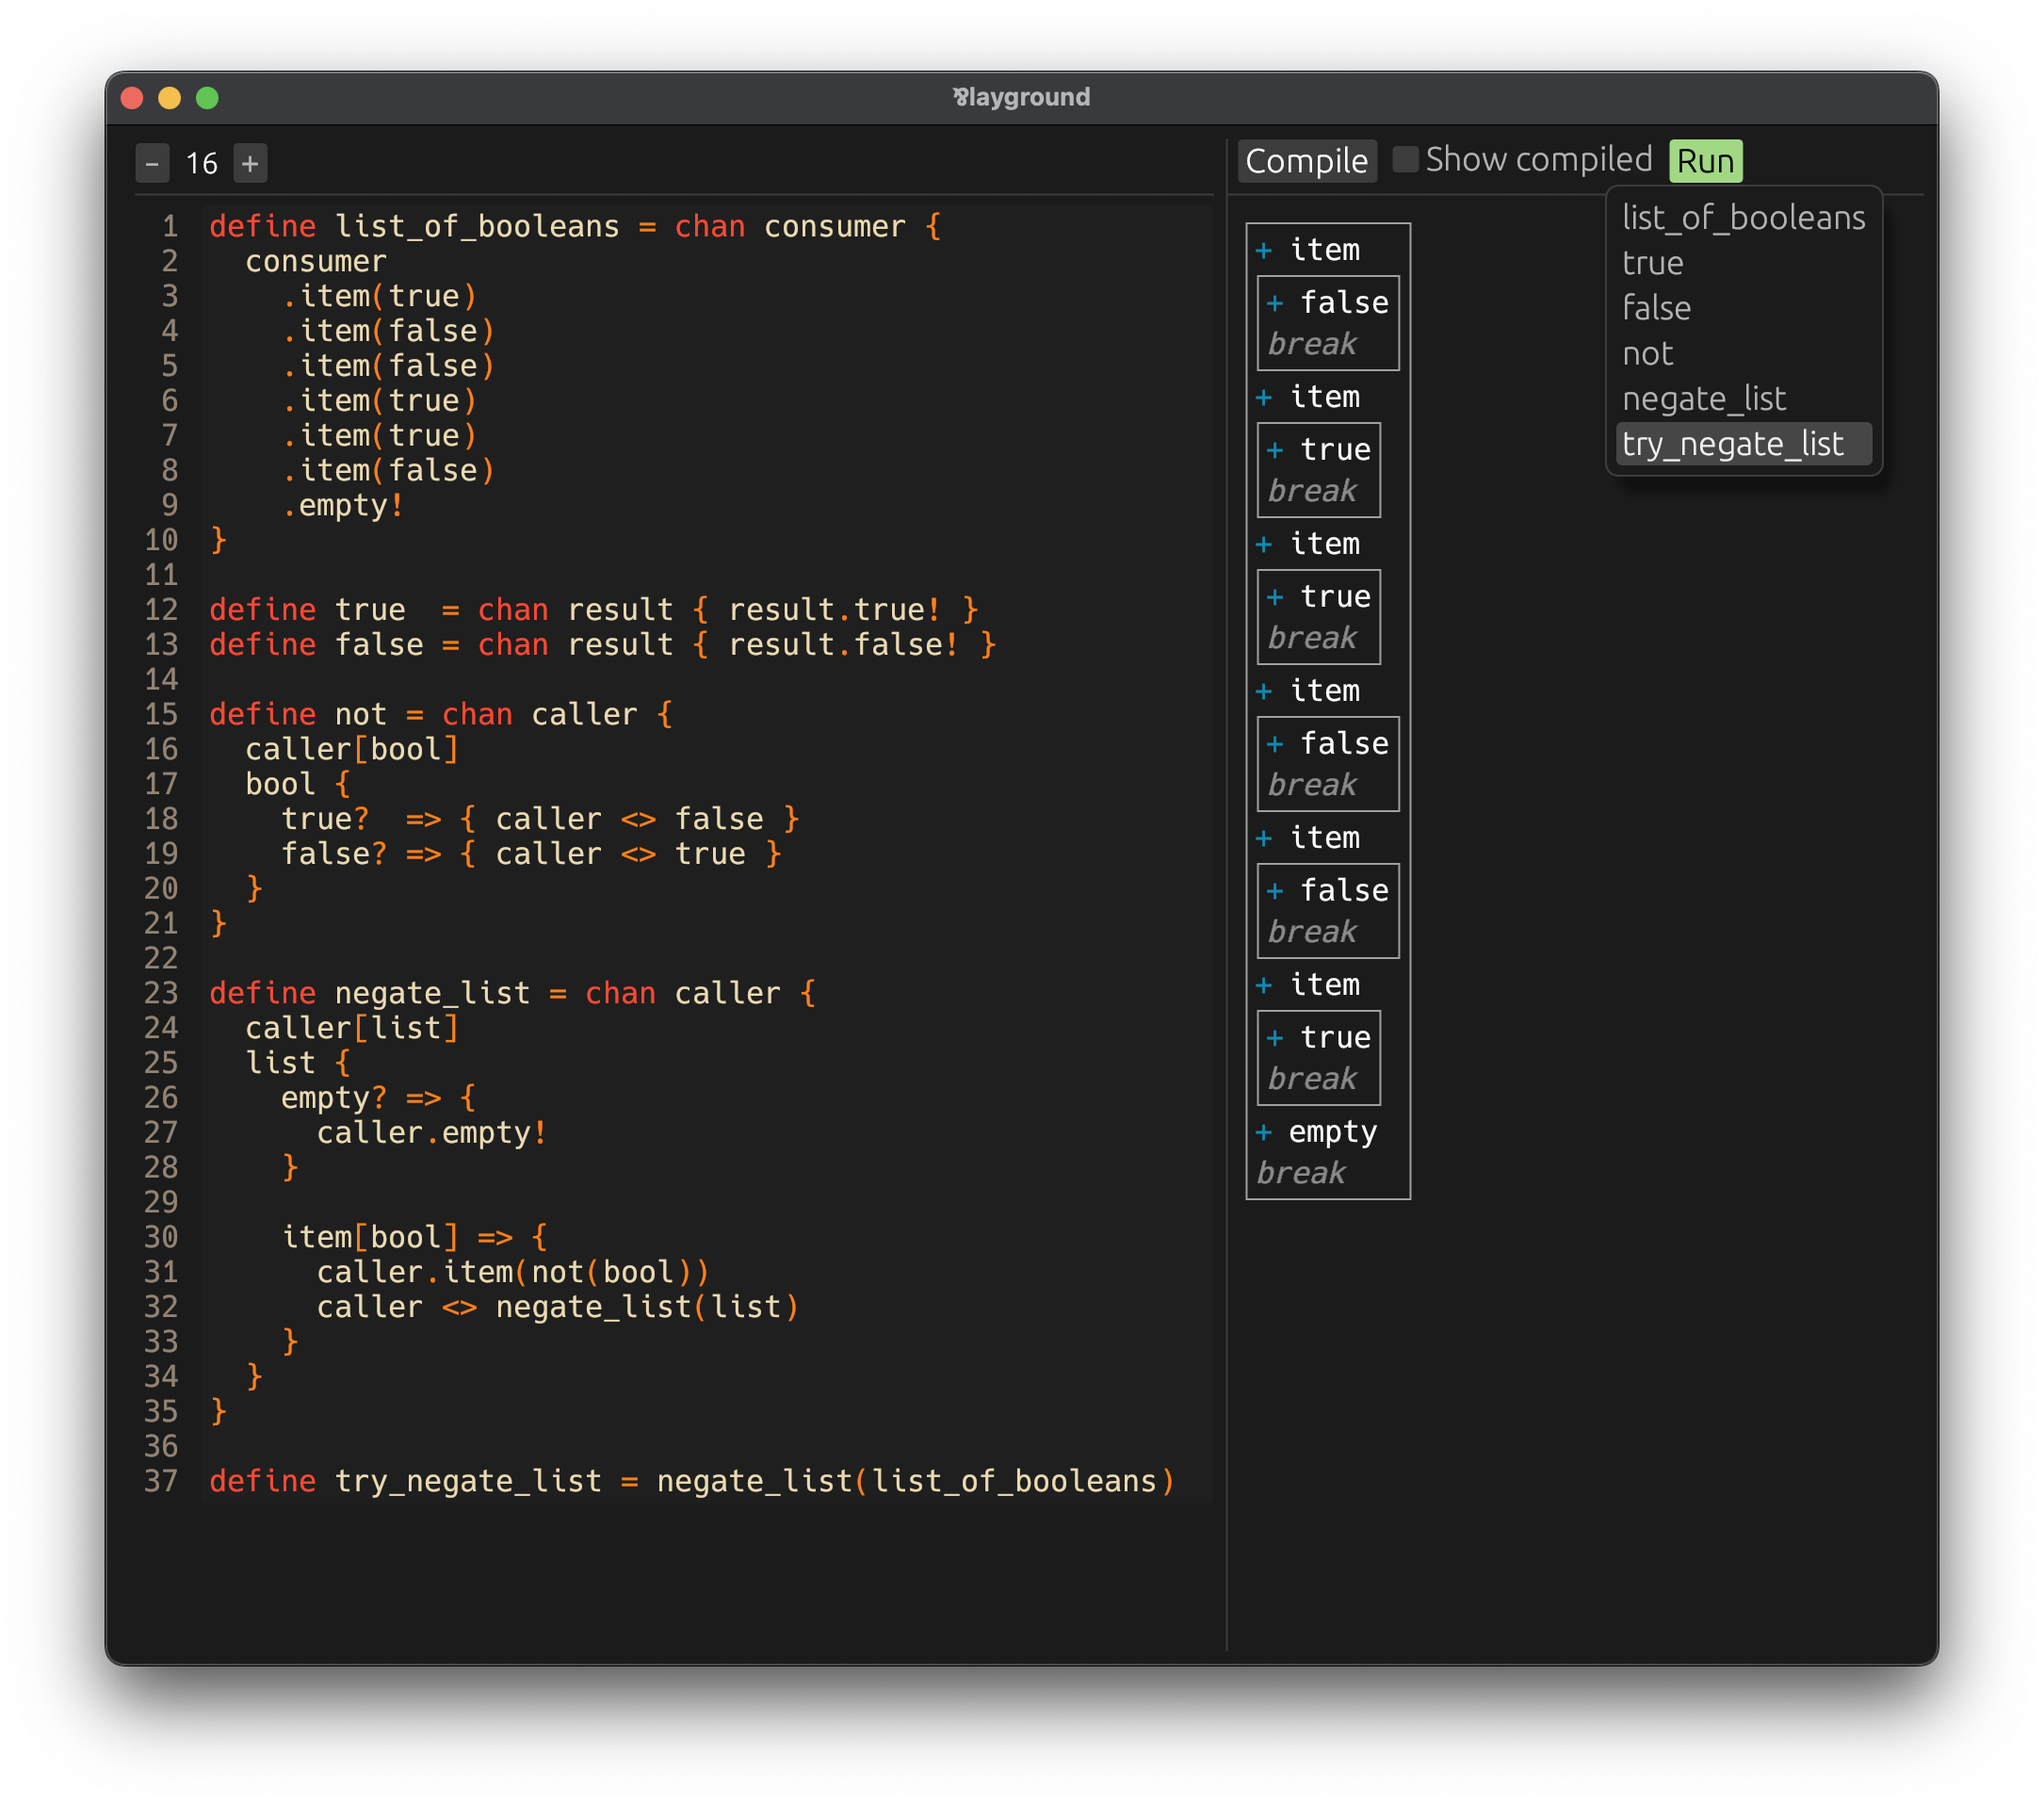 ⅋layground
- 16 +
Compile Show compiled Run
1 define list_of_booleans = chan consumer {
2   consumer
3     .item(true)
4     .item(false)
5     .item(false)
6     .item(true)
7     .item(true)
8     .item(false)
9     .empty!
10 }
11
12 define true  = chan result { result.true! }
13 define false = chan result { result.false! }
14
15 define not = chan caller {
16   caller[bool]
17   bool {
18     true?  => { caller <> false }
19     false? => { caller <> true }
20   }
21 }
22
23 define negate_list = chan caller {
24   caller[list]
25   list {
26     empty? => {
27       caller.empty!
28     }
29
30     item[bool] => {
31       caller.item(not(bool))
32       caller <> negate_list(list)
33     }
34   }
35 }
36
37 define try_negate_list = negate_list(list_of_booleans)
+ item
+ false
break
+ item
+ true
break
+ item
+ true
break
+ item
+ false
break
+ item
+ false
break
+ item
+ true
break
+ empty
break
list_of_booleans
true
false
not
negate_list
try_negate_list